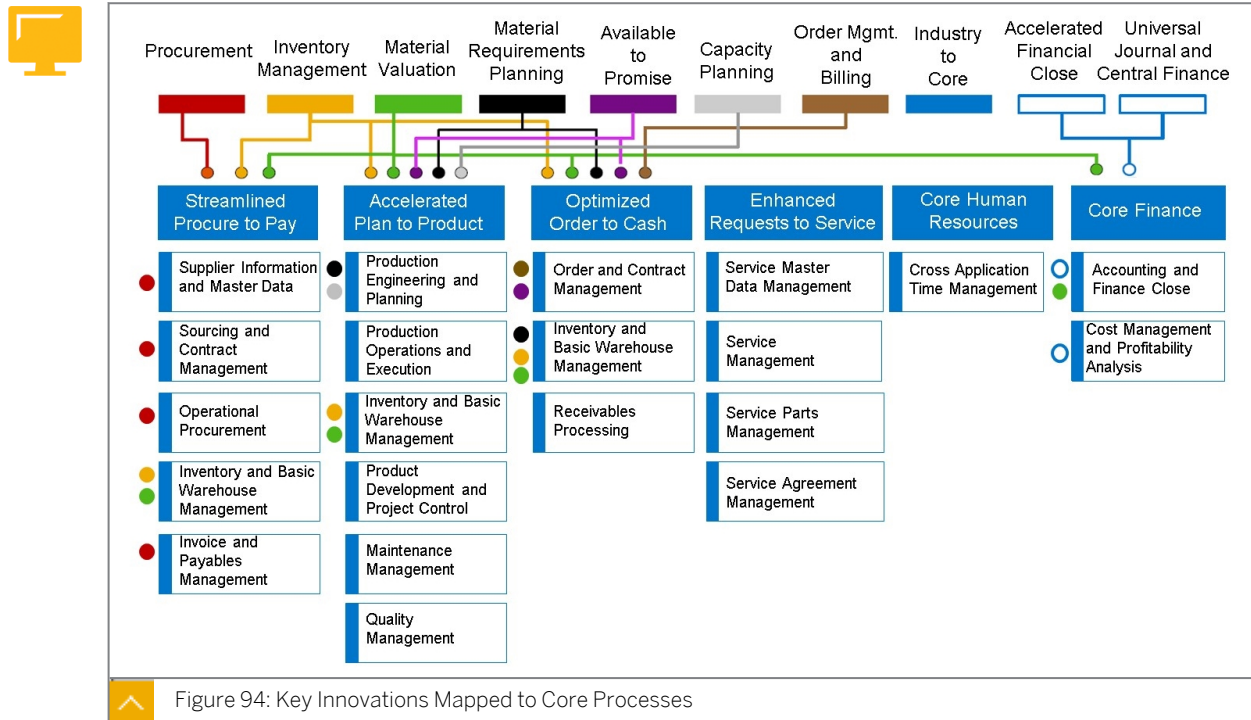 Procurement
Inventory
Management
Material
Valuation
Material
Requirements
Planning
Available
to
Promise
Capacity
Planning
Order Mgmt.
and
Billing
Industry
to
Core
Accelerated
Financial
Close
Universal
Journal and
Central Finance
Streamlined
Procure to Pay
Accelerated
Plan to Product
Optimized
Order to Cash
Enhanced
Requests to Service
Core Human
Resources
Core Finance
Supplier Information
and Master Data
Sourcing and
Contract
Management
Operational
Procurement
Inventory and Basic
Warehouse
Management
Invoice and
Payables
Management
Production
Engineering and
Planning
Production
Operations and
Execution
Inventory and Basic
Warehouse
Management
Product
Development and
Project Control
Maintenance
Management
Quality
Management
Order and Contract
Management
Inventory and
Basic Warehouse
Management
Receivables
Processing
Service Master
Data Management
Service
Management
Service Parts
Management
Service Agreement
Management
Cross Application
Time Management
Accounting and
Finance Close
Cost Management
and Profitability
Analysis
Figure 94: Key Innovations Mapped to Core Processes